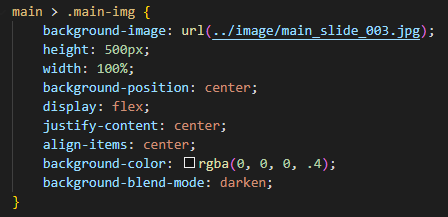 main > .main-img {
background-image: url(../image/main_slide_003.jpg);
height: 500px;
width: 100%;
background-position: center;
display: flex;
justify-content: center;
align-items: center;
background-color: rgba(0, 0, 0, .4);
background-blend-mode: darken;
}